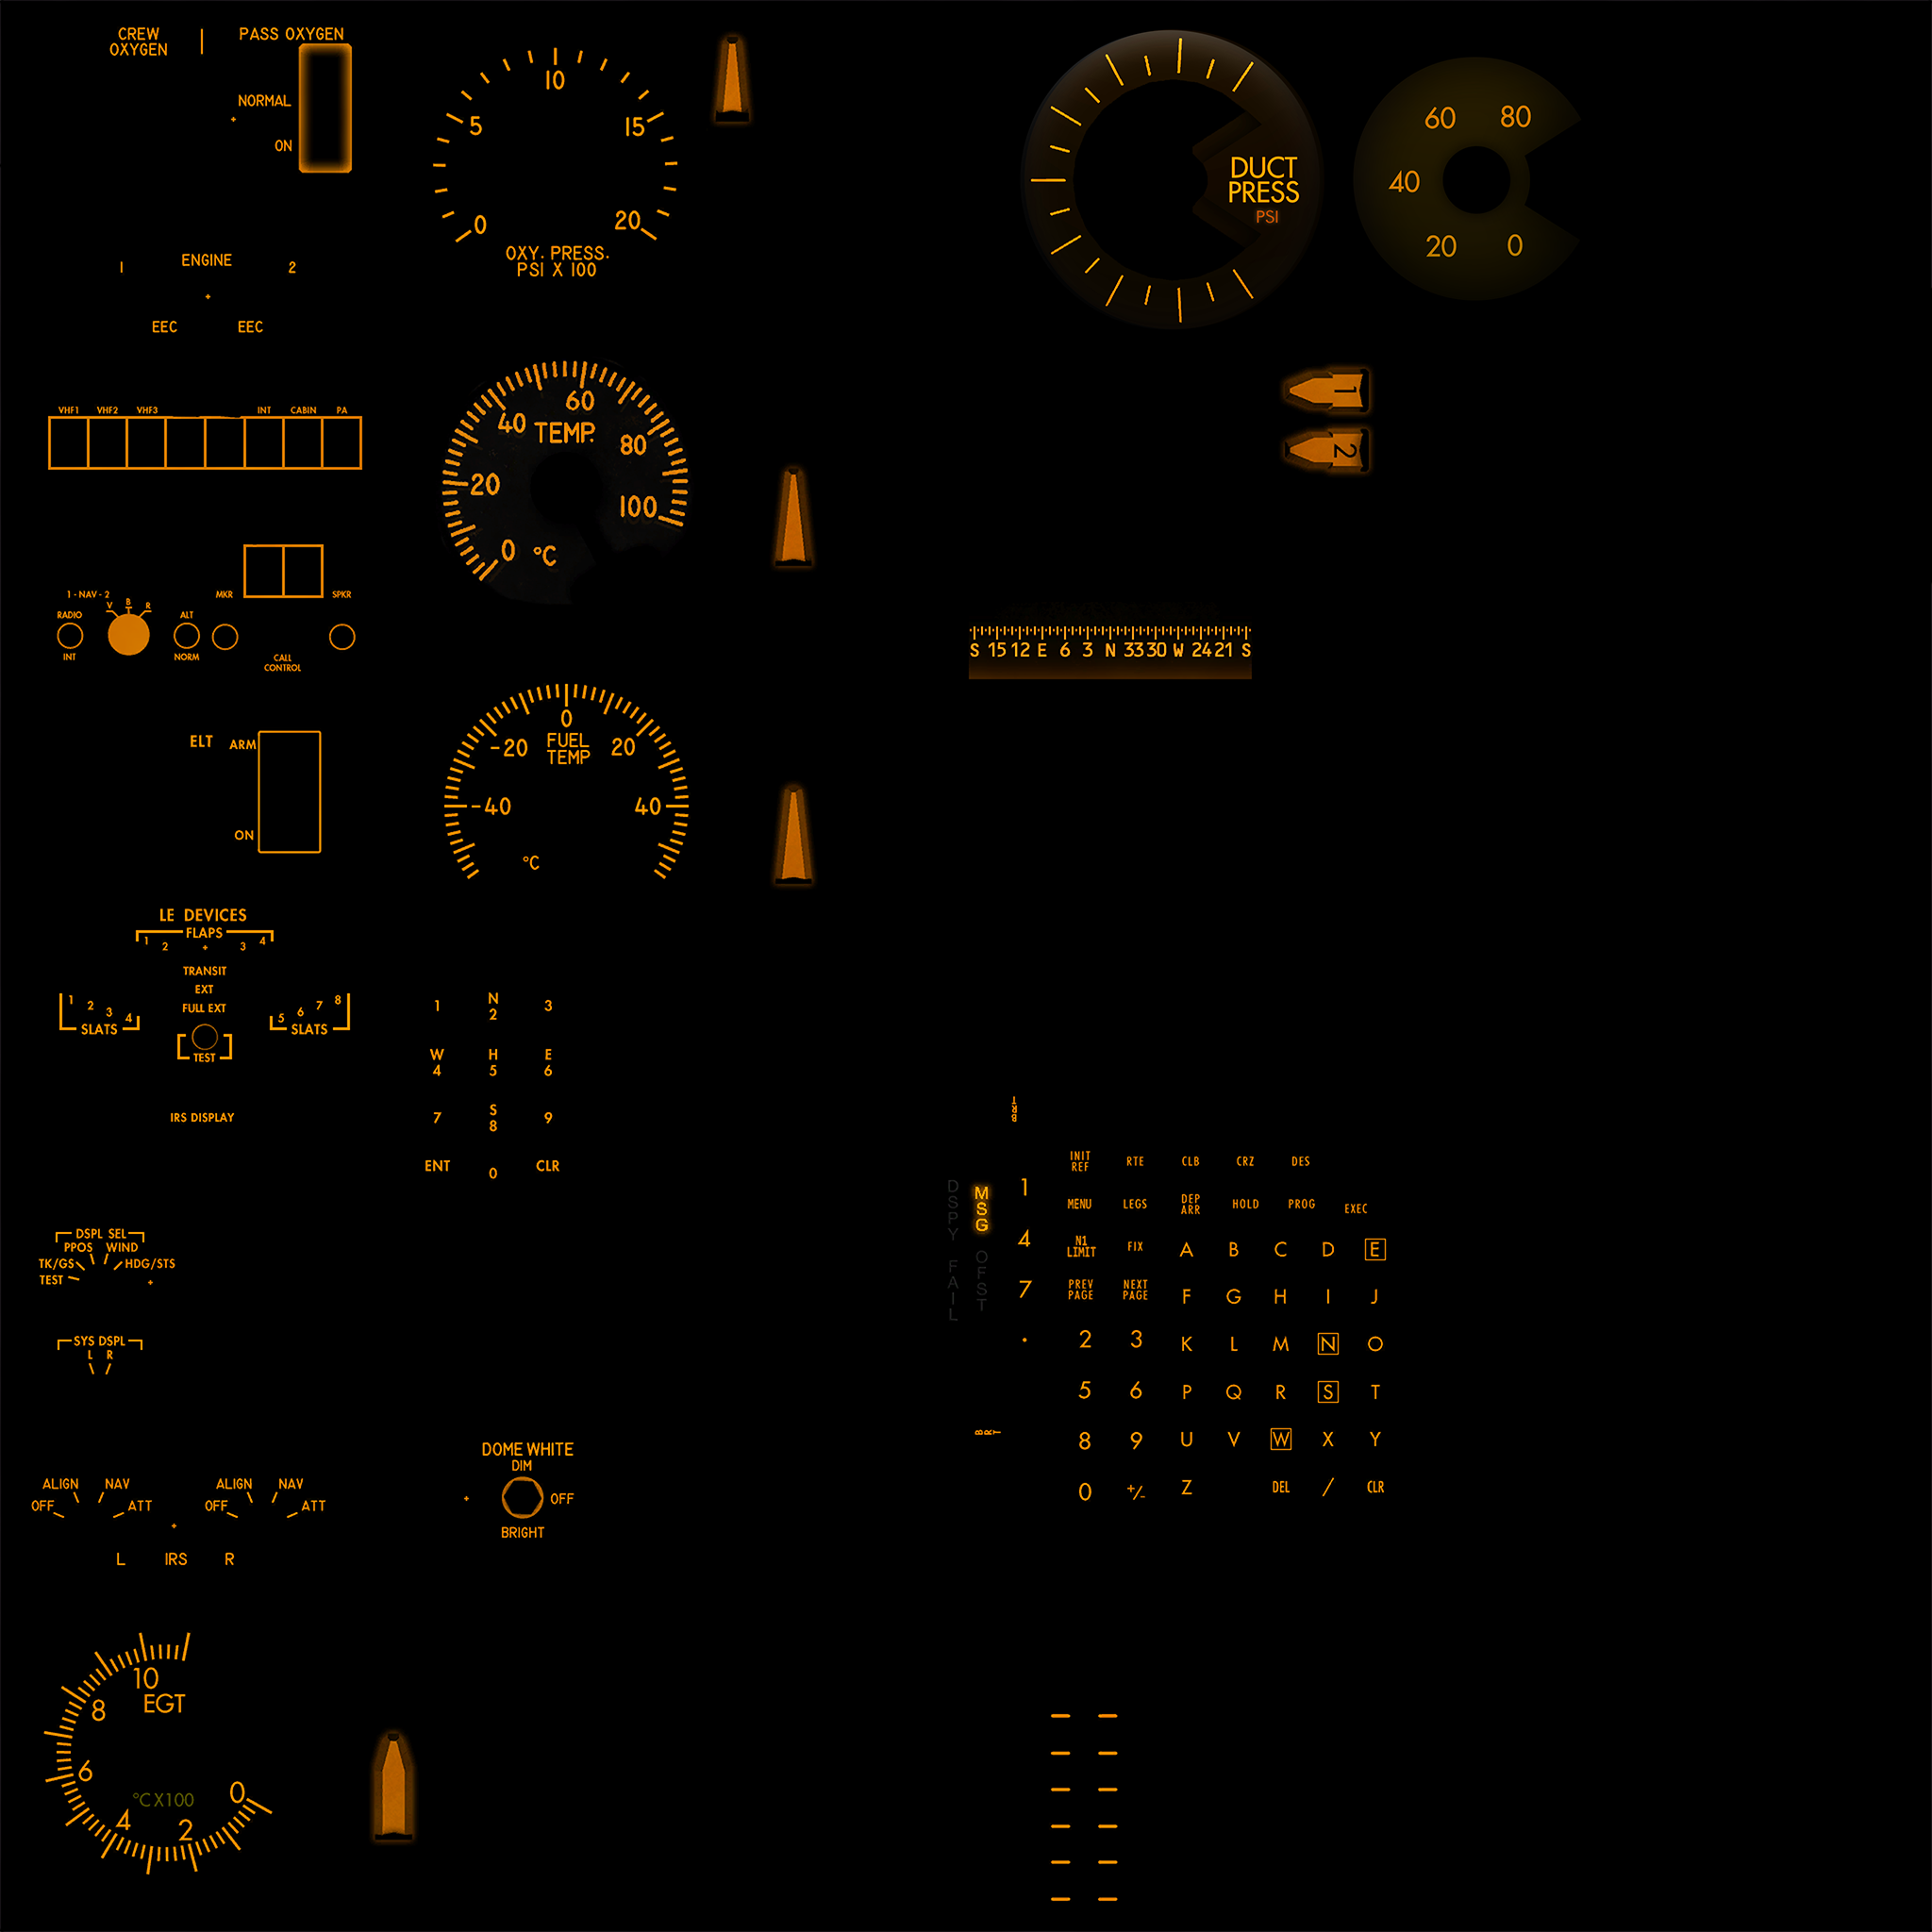 CREW
OXYGEN
PASS OXYGEN
NORMAL
ON
10
5
15
0
20
OXY. PRESS.
PSI X 100
DUCT
PRESS
PSI
60 80
40
20 0
1 ENGINE 2
EEC EEC
VHF1 VHF2 VHF3 INT CABIN PA
60
40
TEMP.
80
20
100
0 °C
1
2
1 - NAV - 2
MKR SPKR
V B R
RADIO ALT
INT NORM
CALL
CONTROL
S 15 12 E 6 3 N 33 30 W 24 21 S
ELT ARM
ON
0
-20 FUEL 20
TEMP
-40 40
°C
LE DEVICES
FLAPS
1 2 3 4
TRANSIT
EXT
FULL EXT
1 2 3 4
SLATS
5 6 7 8
SLATS
TEST
IRS DISPLAY
1 N 3
2
W H E
4 5 6
7 S 9
8
ENT 0 CLR
DSPL SEL
PPOS WIND
TK/GS HDG/STS
TEST
SYS DSPL
L R
ALIGN NAV
OFF ATT
ALIGN NAV
OFF ATT
L IRS R
DOME WHITE
DIM
OFF
BRIGHT
BRT
DSPY FAIL
MSG
OFST
1
4
7
.
BRT
INIT
REF
RTE CLB CRZ DES
MENU LEGS DEP
ARR
HOLD PROG EXEC
N1
LIMIT
FIX A B C D E
PREV
PAGE
NEXT
PAGE
F G H I J
2 3 K L M N O
5 6 P Q R S T
8 9 U V W X Y
0 +/- Z DEL / CLR
10
EGT
8
6
°C X100
0
4
2